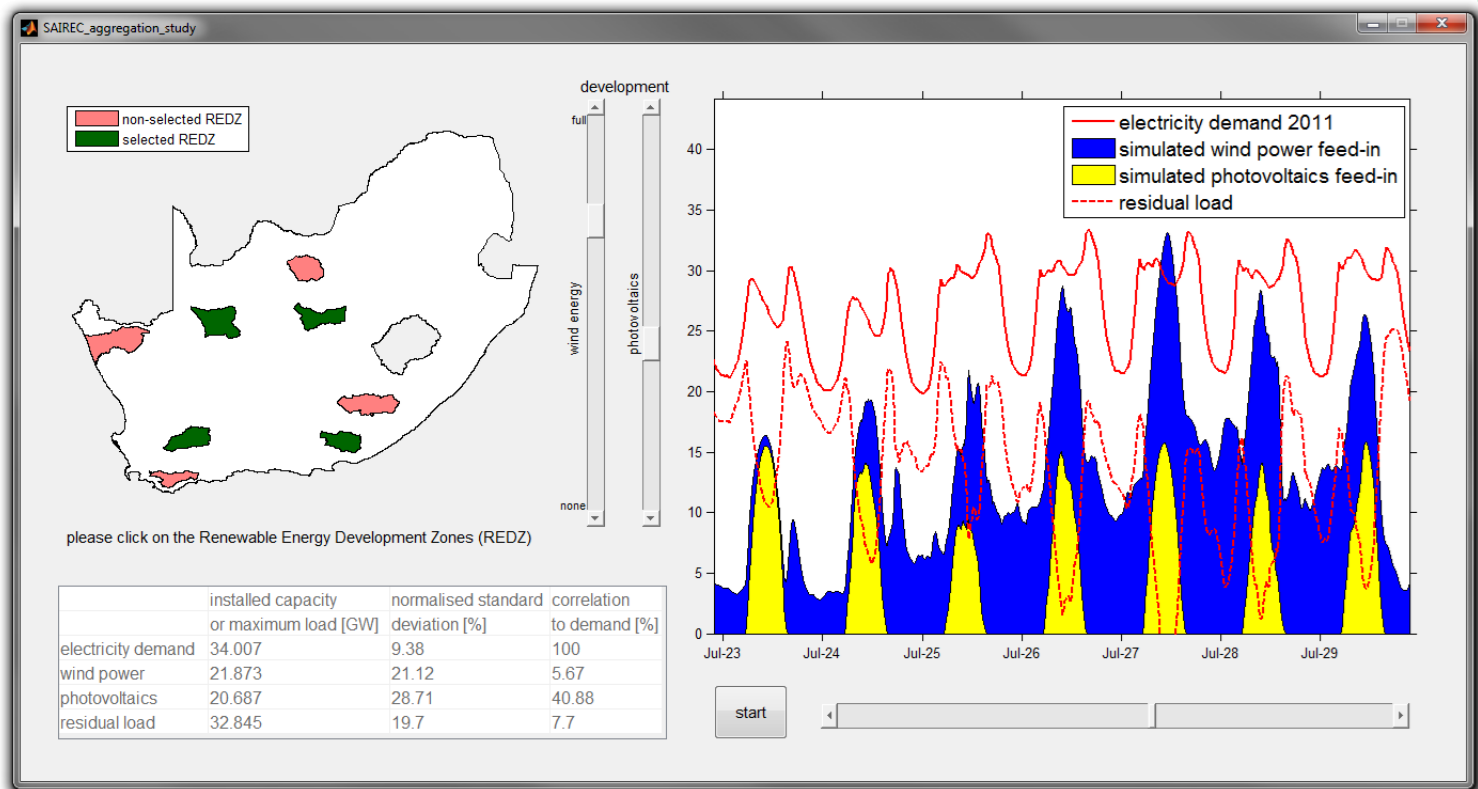 SAIREC_aggregation_study
non-selected REDZ
selected REDZ
development
full
none
wind energy
photovoltaics
please click on the Renewable Energy Development Zones (REDZ)
installed capacity normalised standard correlation
or maximum load [GW] deviation [%] to demand [%]
electricity demand 34.007 9.38 100
wind power 21.873 21.12 5.67
photovoltaics 20.687 28.71 40.88
residual load 32.845 19.7 7.7
electricity demand 2011
simulated wind power feed-in
simulated photovoltaics feed-in
residual load
40
35
30
25
20
15
10
5
0
Jul-23 Jul-24 Jul-25 Jul-26 Jul-27 Jul-28 Jul-29
start